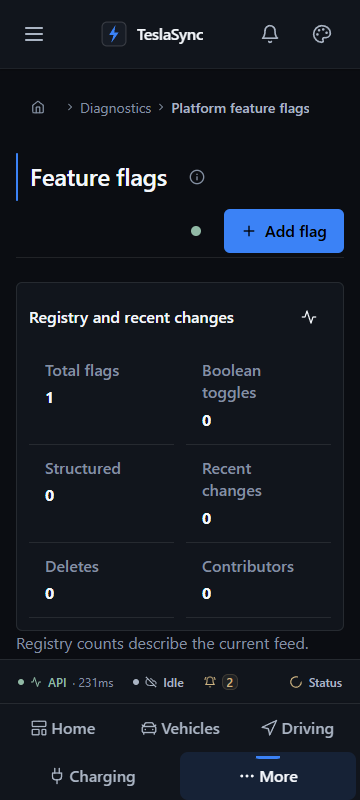 TeslaSync
Diagnostics Platform feature flags
Feature flags
Add flag
Registry and recent changes
Total flags
1
Boolean
toggles
0
Structured
0
Recent
changes
0
Deletes
0
Contributors
0
Registry counts describe the current feed.
API · 231ms Idle 2 Status
Home Vehicles Driving
Charging More